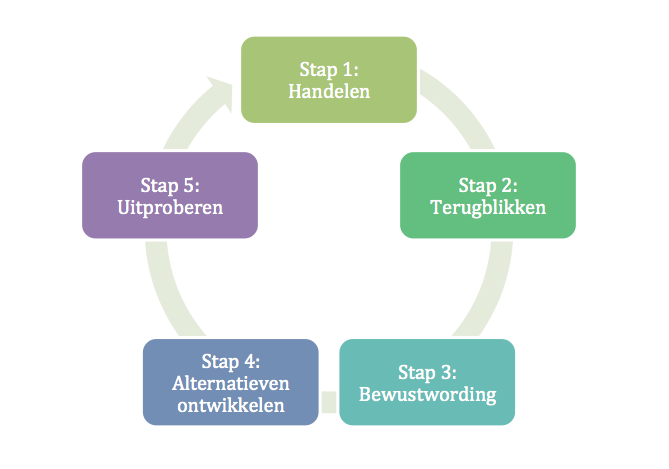 Stap 1:
Handelen
Stap 2:
Terugblikken
Stap 3:
Bewustwording
Stap 4:
Alternatieven
ontwikkelen
Stap 5:
Uitproberen